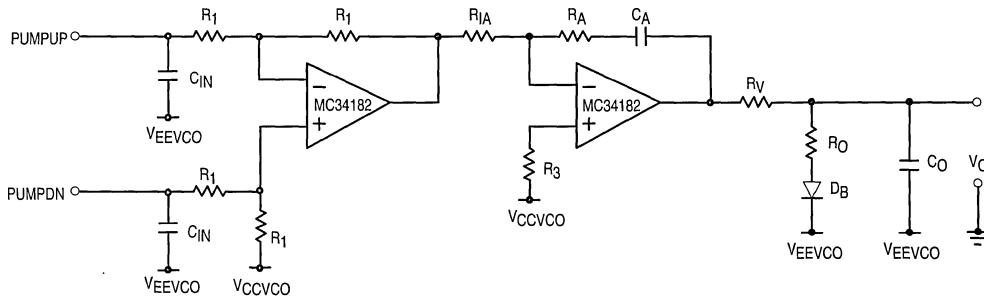 R1
R1
RIA
RA
CA
PUMPUP
CIN
MC34182
MC34182
RV
VEEVCO
R3
RO
CO
VO
PUMPDN
R1
DB
CIN
R1
VCCVCO
VEEVCO
VEEVCO
VEEVCO
VCCVCO